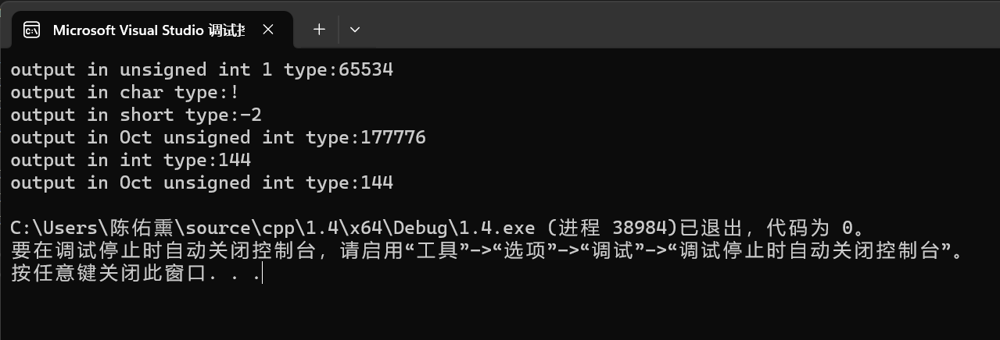 Microsoft Visual Studio 调试
output in unsigned int 1 type:65534
output in char type:!
output in short type:-2
output in Oct unsigned int type:177776
output in int type:144
output in Oct unsigned int type:144
C:\Users\陈佑熏\source\cpp\1.4\x64\Debug\1.4.exe (进程 38984)已退出，代码为 0。
要在调试停止时自动关闭控制台，请启用“工具”->“选项”->“调试”->“调试停止时自动关闭控制台”。
按任意键关闭此窗口. . .